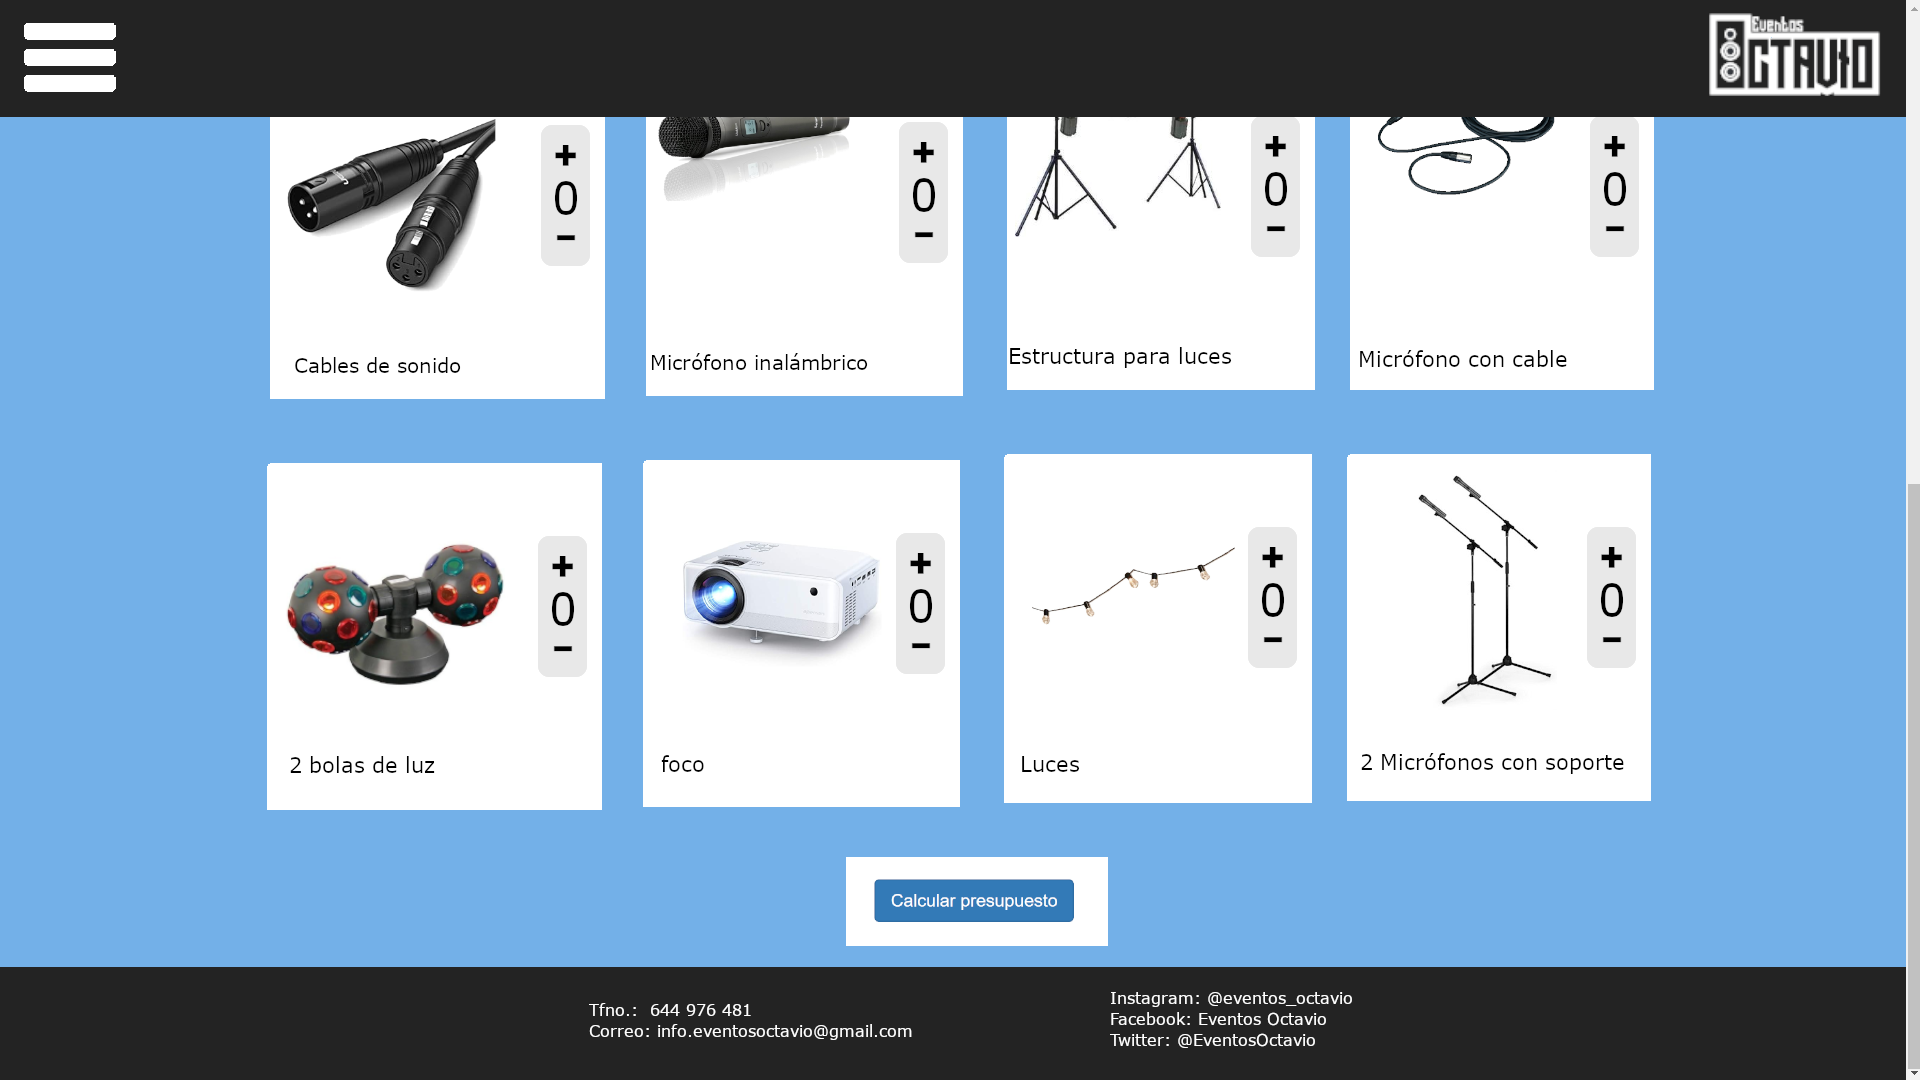 Eventos
OCTAVIO
+ + + +
0 0 0 0
- - - -
Cables de sonido
Micrófono inalámbrico
Estructura para luces
Micrófono con cable
+ + + +
0 0 0 0
- - - -
2 bolas de luz
foco
Luces
2 Micrófonos con soporte
Calcular presupuesto
Tfno.: 644 976 481
Correo: info.eventosoctavio@gmail.com
Instagram: @eventos_octavio
Facebook: Eventos Octavio
Twitter: @EventosOctavio